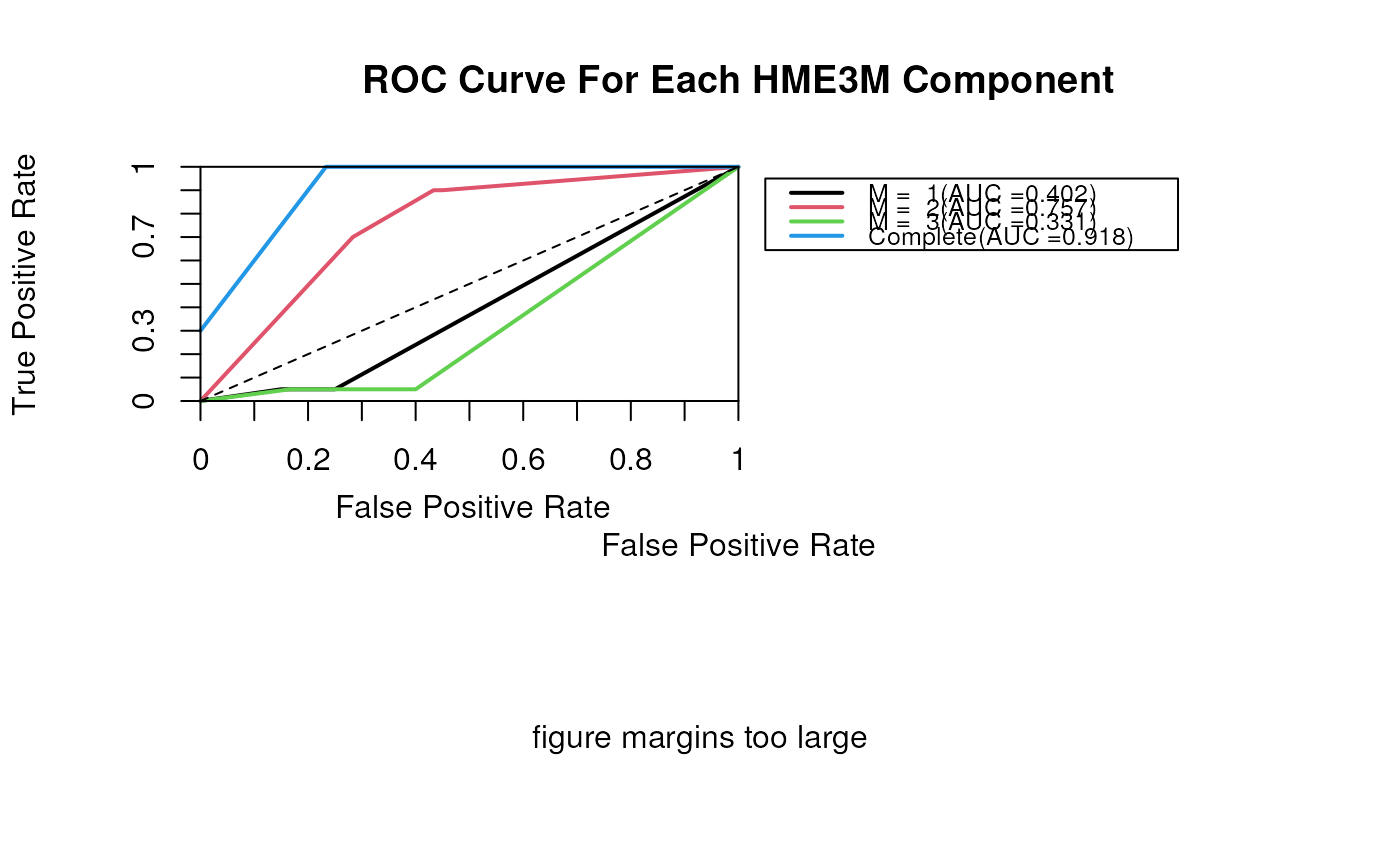 ROC Curve For Each HME3M Component
True Positive Rate
1
0.7
0.3
0
0 0.2 0.4 0.6 0.8 1
False Positive Rate
False Positive Rate
M = 1(AUC =0.402)
M = 2(AUC =0.757)
M = 3(AUC =0.331)
Complete(AUC =0.918)
figure margins too large